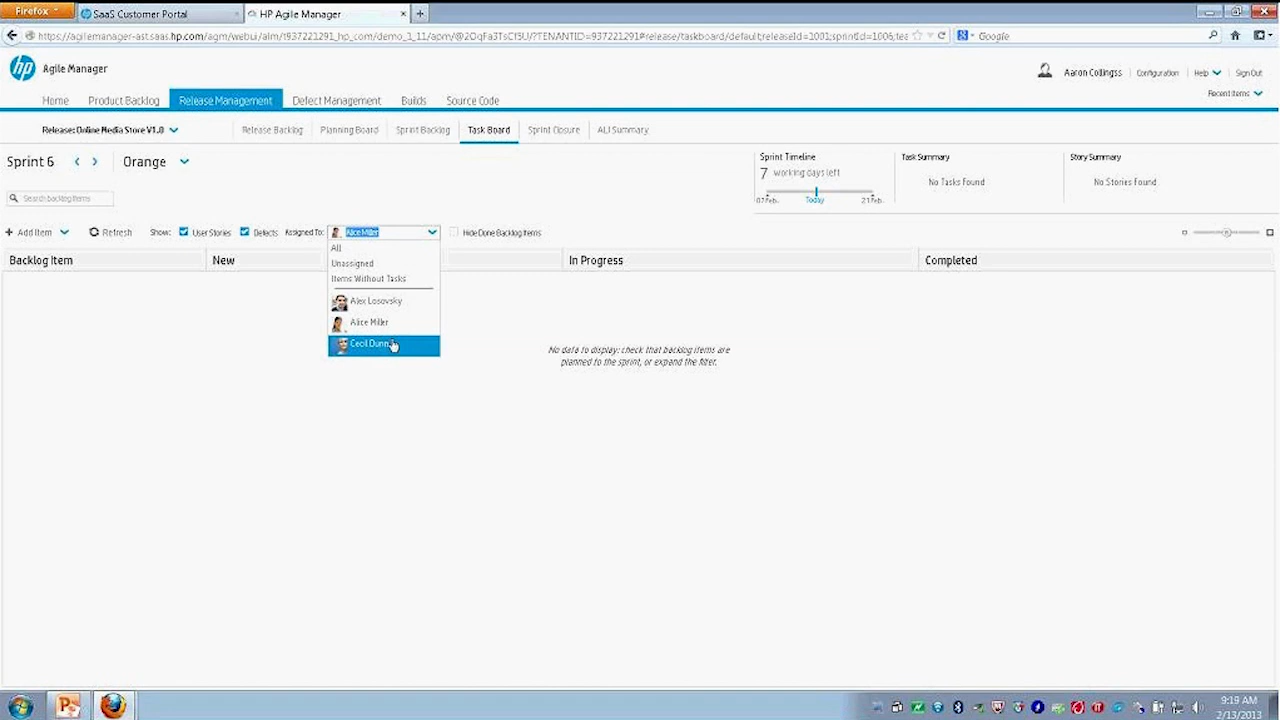 Firefox
SaaS Customer Portal
HP Agile Manager
Google
hp
Agile Manager
Aaron Collingss
Configuration
Help
Sign Out
Home
Product Backlog
Release Management
Defect Management
Builds
Source Code
Recent Items
Release: Online Media Store V1.0
Release Backlog
Planning Board
Sprint Backlog
Task Board
Sprint Closure
ALI Summary
Sprint 6
Orange
Sprint Timeline
7 working days left
07 Feb.
Today
21 Feb.
Task Summary
No Tasks Found
Story Summary
No Stories Found
Search backlog items
+ Add Item
Refresh
Show:
User Stories
Defects
Assigned To:
Alice Miller
Hide Done Backlog Items
All
Unassigned
Items Without Tasks
Alex Losovsky
Alice Miller
Cecil Dunn
Backlog Item
New
In Progress
Completed
No data to display: check that backlog items are
planned to the sprint, or expand the filter.
9:19 AM
2/13/2013